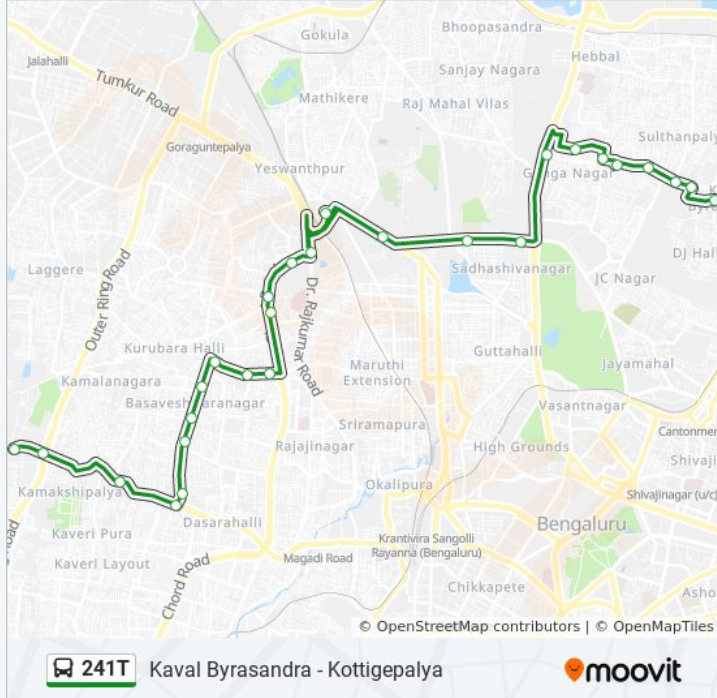 Bhoopasandra
Gokula
Hebbal
Jalahalli
Sanjay Nagara
Tumkur Road
Mathikere
Raj Mahal Vilas
Sulthanpaly
Goraguntepalya
Yeswanthpur
Ganga Nagar
DJ Hall
Laggere
Sadhashivanagar
JC Nagar
Outer Ring Road
Dr. Rajkumar Road
Kurubara Halli
Guttahalli
Maruthi
Extension
Jayamahal
Kamalanagara
Basaveshwaranagar
Vasantnagar
Sriramapura
Cantonme
Rajajinagar
High Grounds
Shivaji
Okalipura
Kamakshipalya
Shivajinagar (u/c)
Dasarahalli
Bengaluru
Kaveri Pura
Krantivira Sangolli
Rayanna (Bengaluru)
Magadi Road
Kaveri Layout
Chord Road
Chikkapete
Asho
© OpenStreetMap contributors | © OpenMapTiles
241T Kaval Byrasandra - Kottigepalya
moovit